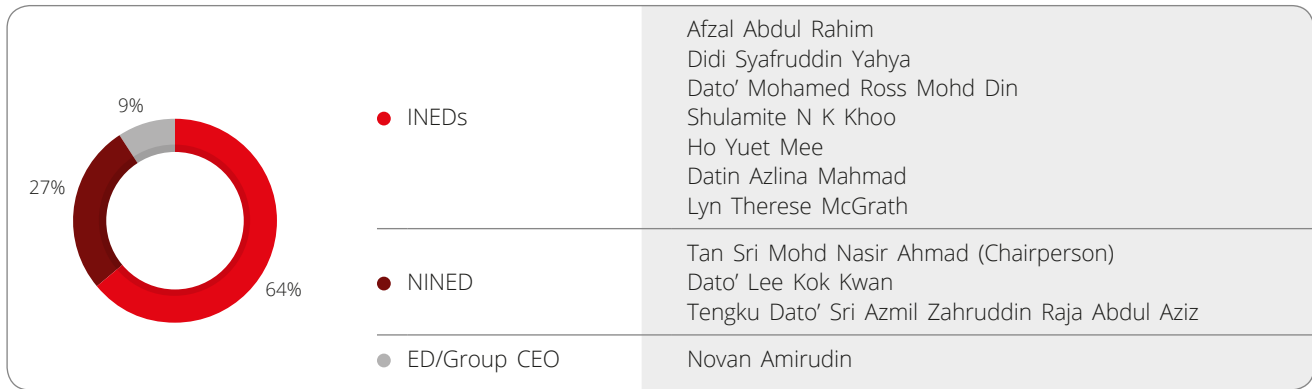 9%
27%
64%
INEDs
Afzal Abdul Rahim
Didi Syafruddin Yahya
Dato’ Mohamed Ross Mohd Din
Shulamite N K Khoo
Ho Yuet Mee
Datin Azlina Mahmad
Lyn Therese McGrath
NINED
Tan Sri Mohd Nasir Ahmad (Chairperson)
Dato’ Lee Kok Kwan
Tengku Dato’ Sri Azmil Zahruddin Raja Abdul Aziz
ED/Group CEO
Novan Amirudin